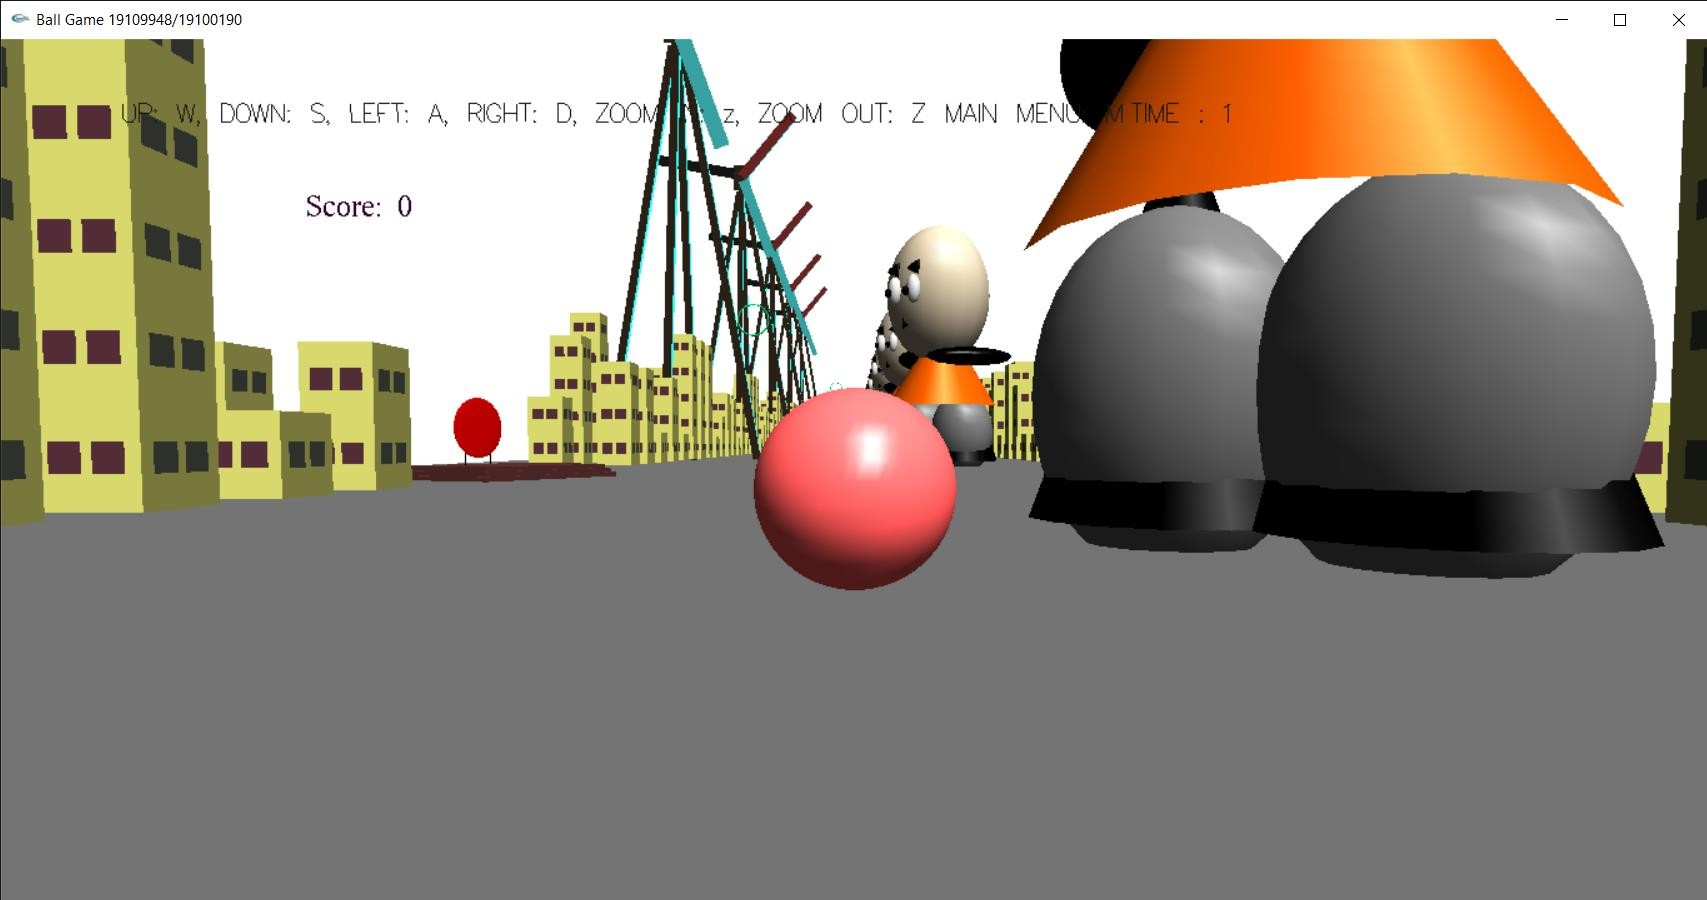 Ball Game 19109948/19100190
UP: W, DOWN: S, LEFT: A, RIGHT: D, ZOOM z, ZOOM OUT: Z MAIN MENU: M TIME : 1
Score: 0